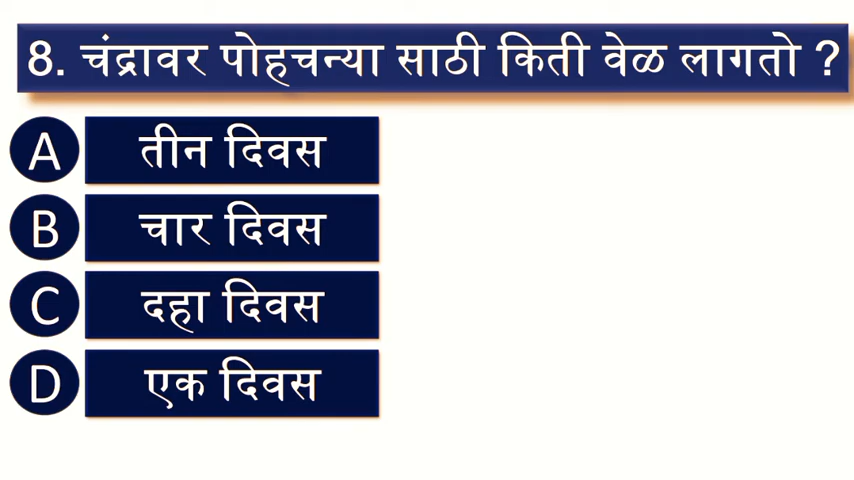 8. चंद्रावर पोहचन्या साठी किती वेळ लागतो ?
A तीन दिवस
B चार दिवस
C दहा दिवस
D एक दिवस